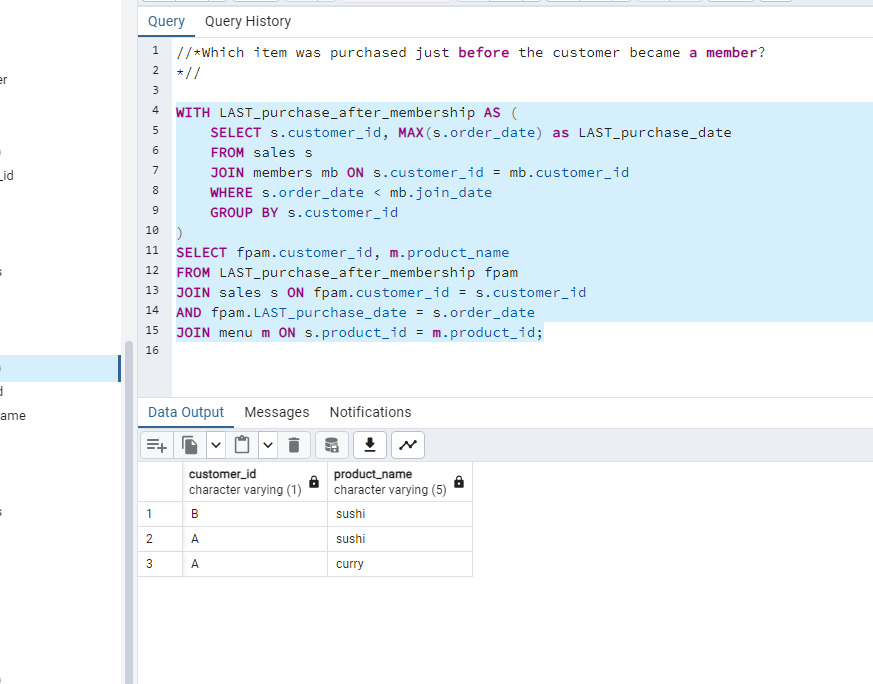 Query Query History
1 //*Which item was purchased just before the customer became a member?
2 *//
3
4 WITH LAST_purchase_after_membership AS (
5 SELECT s.customer_id, MAX(s.order_date) as LAST_purchase_date
6 FROM sales s
7 JOIN members mb ON s.customer_id = mb.customer_id
8 WHERE s.order_date < mb.join_date
9 GROUP BY s.customer_id
10 )
11 SELECT fpam.customer_id, m.product_name
12 FROM LAST_purchase_after_membership fpam
13 JOIN sales s ON fpam.customer_id = s.customer_id
14 AND fpam.LAST_purchase_date = s.order_date
15 JOIN menu m ON s.product_id = m.product_id;
16
er
)
_id
s
)
d
ame
s
)
Data Output Messages Notifications
customer_id product_name
character varying (1) character varying (5)
1 B sushi
2 A sushi
3 A curry